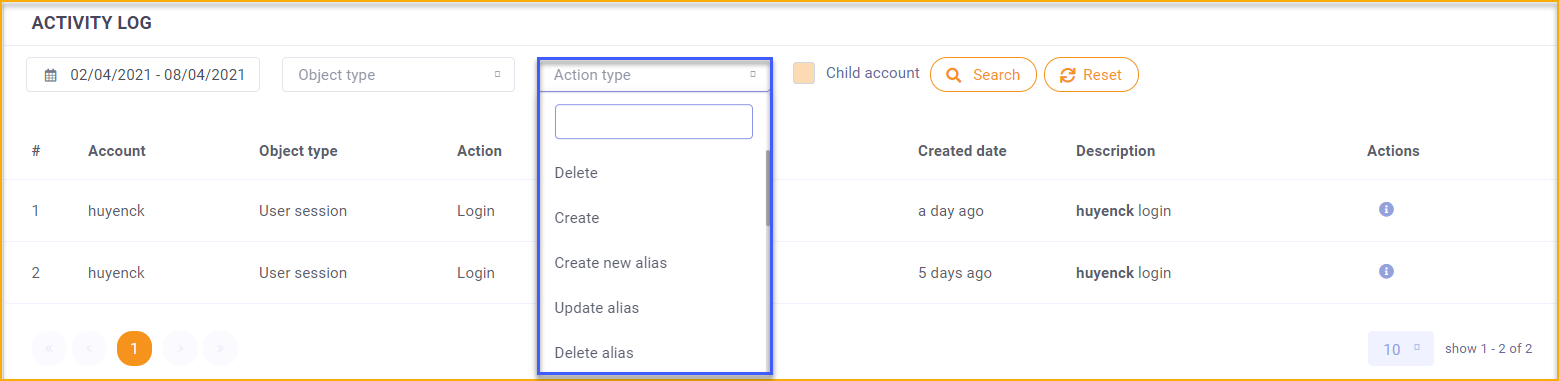 ACTIVITY LOG
02/04/2021 - 08/04/2021 Object type Action type Child account Search Reset
# Account Object type Action Created date Description Actions
Delete
1 huyenck User session Login a day ago huyenck login
Create
Create new alias
2 huyenck User session Login 5 days ago huyenck login
Update alias
« < 1 > » 10 show 1 - 2 of 2
Delete alias